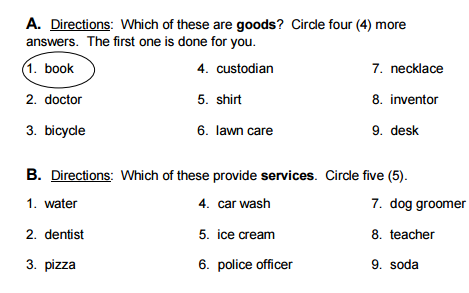 A. Directions: Which of these are goods? Circle four (4) more
answers. The first one is done for you.
1. book 4. custodian 7. necklace
2. doctor 5. shirt 8. inventor
3. bicycle 6. lawn care 9. desk
B. Directions: Which of these provide services. Circle five (5).
1. water 4. car wash 7. dog groomer
2. dentist 5. ice cream 8. teacher
3. pizza 6. police officer 9. soda